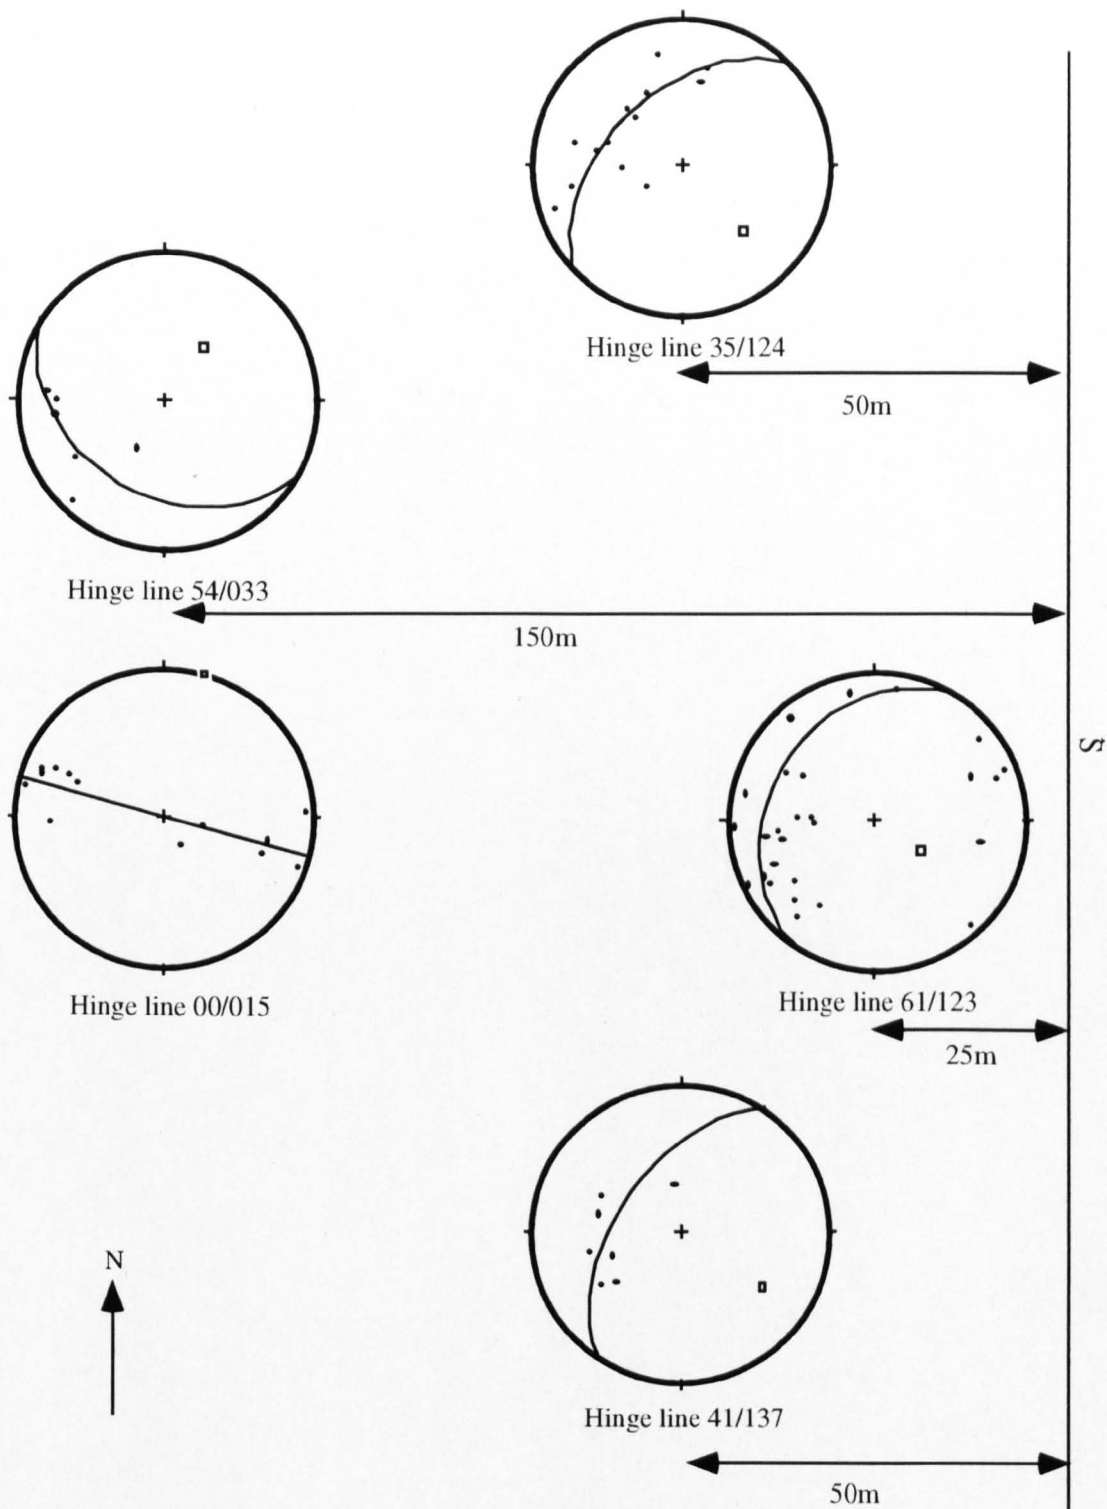 Hinge line 35/124
50m
Hinge line 54/033
150m
Hinge line 00/015
Hinge line 61/123
25m
N
Hinge line 41/137
50m